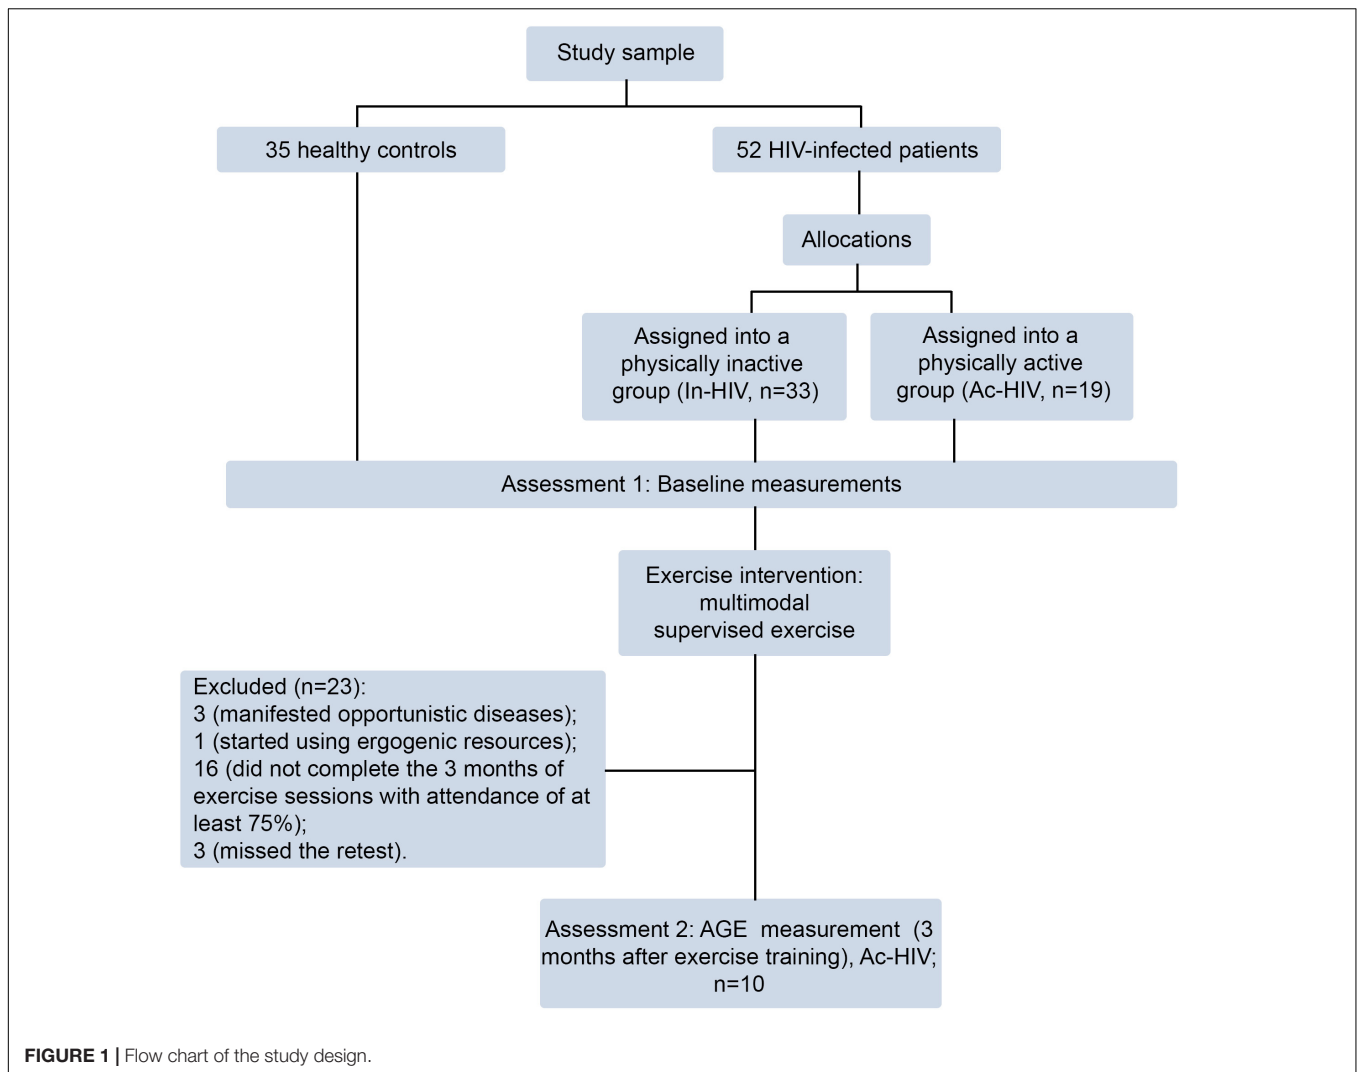 Study sample
35 healthy controls
52 HIV-infected patients
Allocations
Assigned into a
physically inactive
group (In-HIV, n=33)
Assigned into a
physically active
group (Ac-HIV, n=19)
Assessment 1: Baseline measurements
Exercise intervention:
multimodal
supervised exercise
Excluded (n=23):
3 (manifested opportunistic diseases);
1 (started using ergogenic resources);
16 (did not complete the 3 months of
exercise sessions with attendance of at
least 75%);
3 (missed the retest).
Assessment 2: AGE measurement (3
months after exercise training), Ac-HIV;
n=10
FIGURE 1 | Flow chart of the study design.